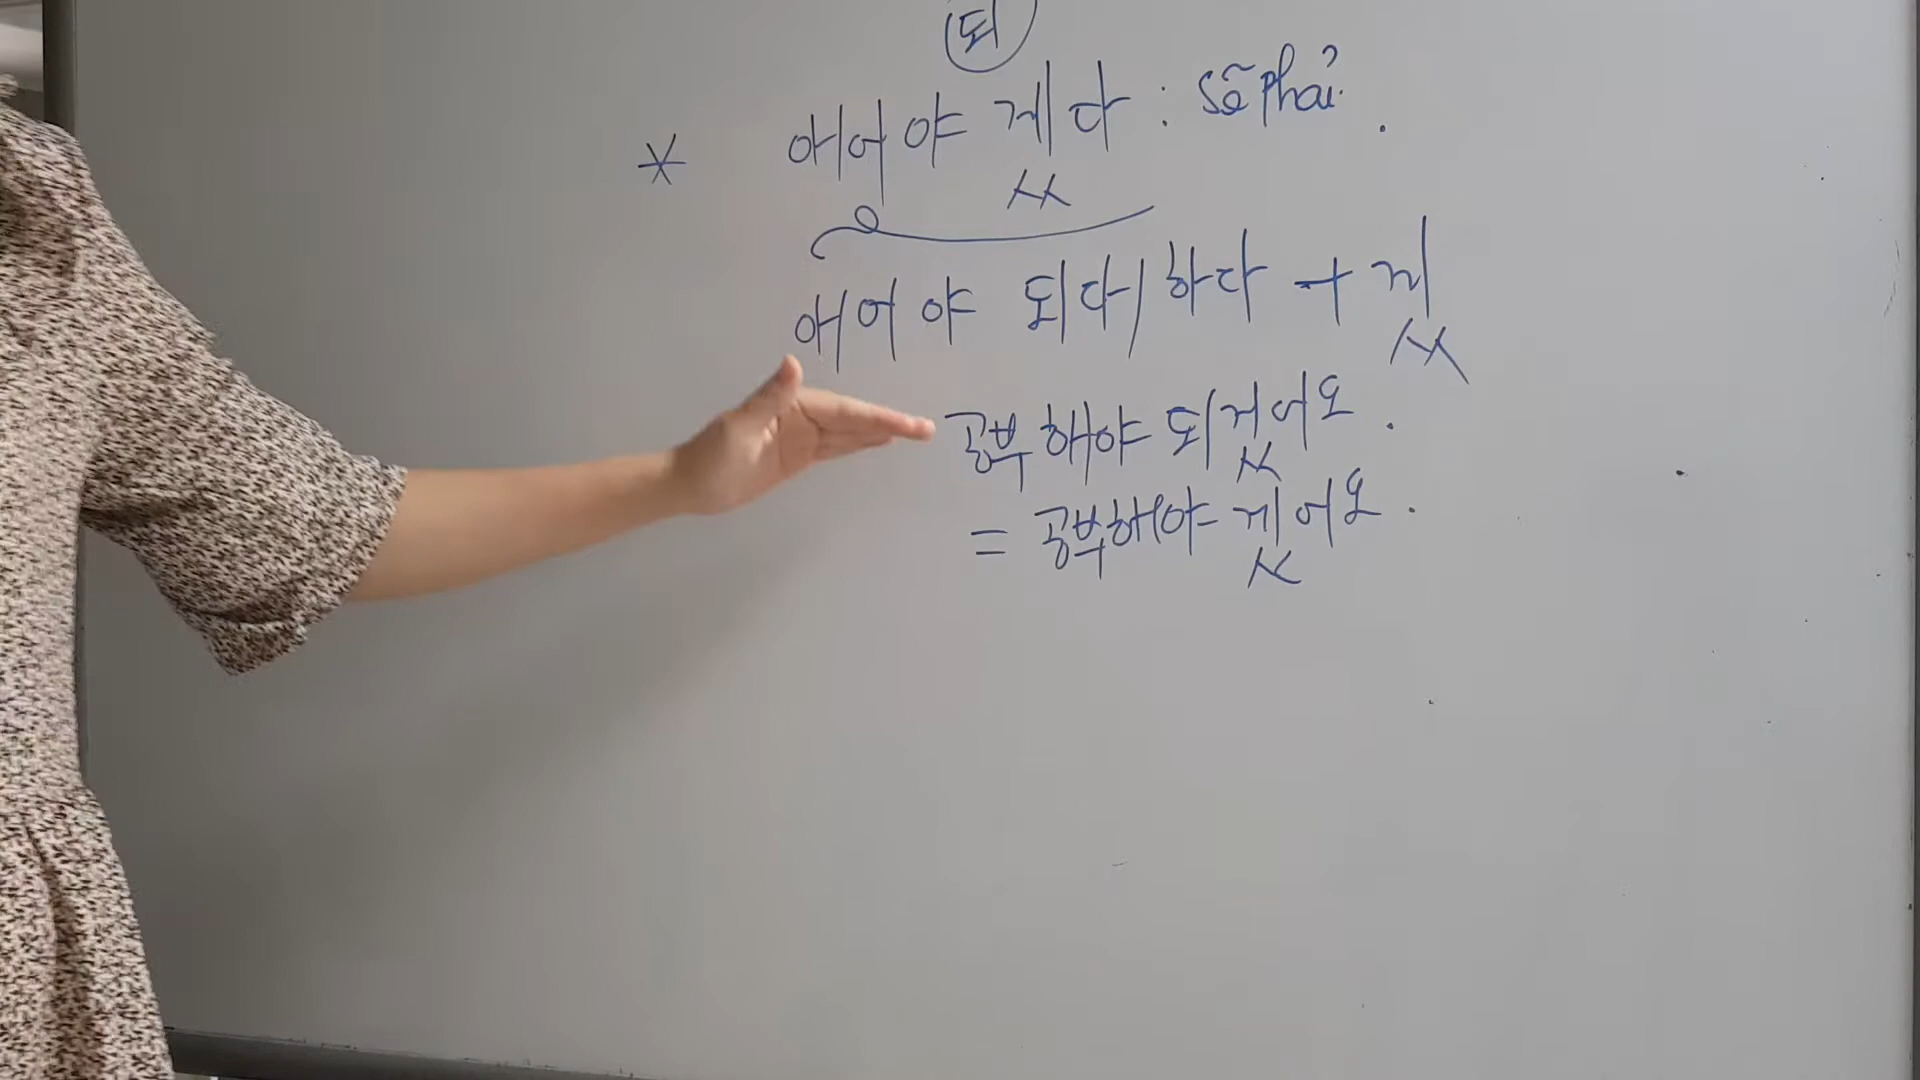 되
* 아/어야 겠다 : sẽ phải.
아/어야 되다/하다 + 겠
공부해야 되겠어요.
= 공부해야 겠어요.